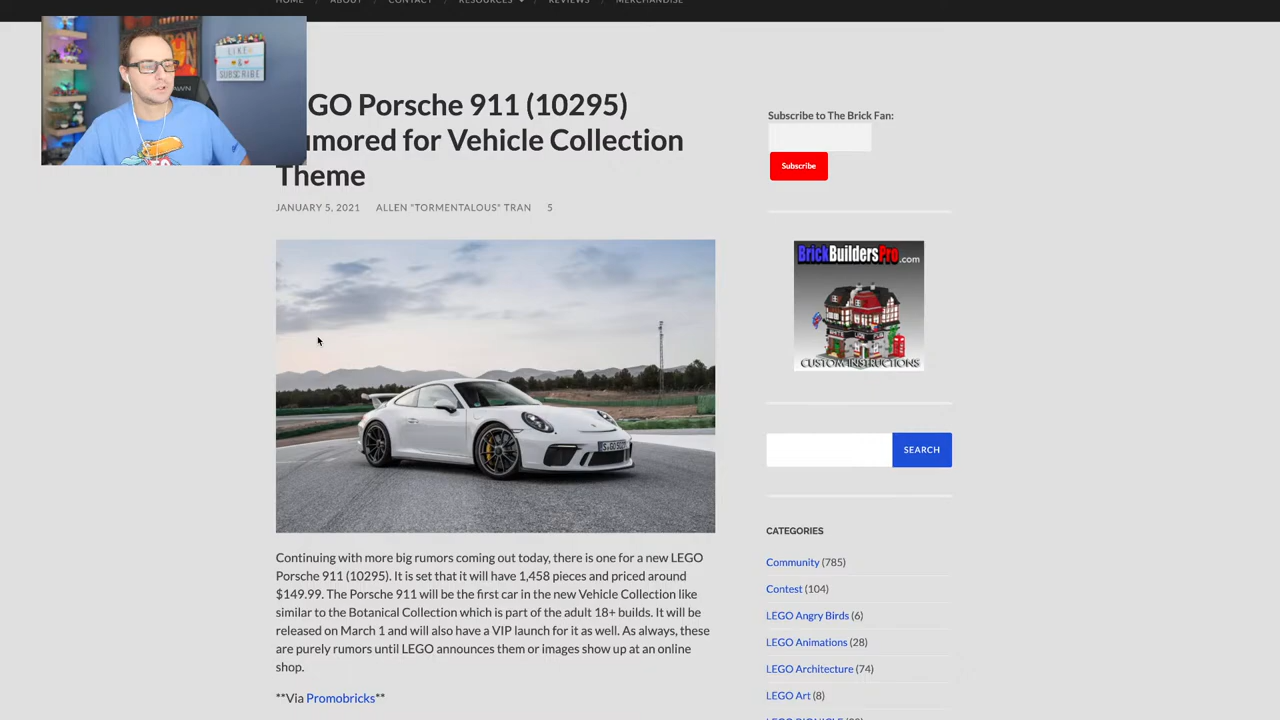 HOME / ABOUT / CONTACT / RESOURCES / REVIEWS / MERCHANDISE
LIKE
&
SUBSCRIBE
GO Porsche 911 (10295)
umored for Vehicle Collection
Theme
JANUARY 5, 2021 ALLEN "TORMENTALOUS" TRAN 5
Continuing with more big rumors coming out today, there is one for a new LEGO
Porsche 911 (10295). It is set that it will have 1,458 pieces and priced around
$149.99. The Porsche 911 will be the first car in the new Vehicle Collection like
similar to the Botanical Collection which is part of the adult 18+ builds. It will be
released on March 1 and will also have a VIP launch for it as well. As always, these
are purely rumors until LEGO announces them or images show up at an online
shop.
**Via Promobricks**
Subscribe to The Brick Fan:
Subscribe
BrickBuildersPro.com
CUSTOM INSTRUCTIONS
SEARCH
CATEGORIES
Community (785)
Contest (104)
LEGO Angry Birds (6)
LEGO Animations (28)
LEGO Architecture (74)
LEGO Art (8)